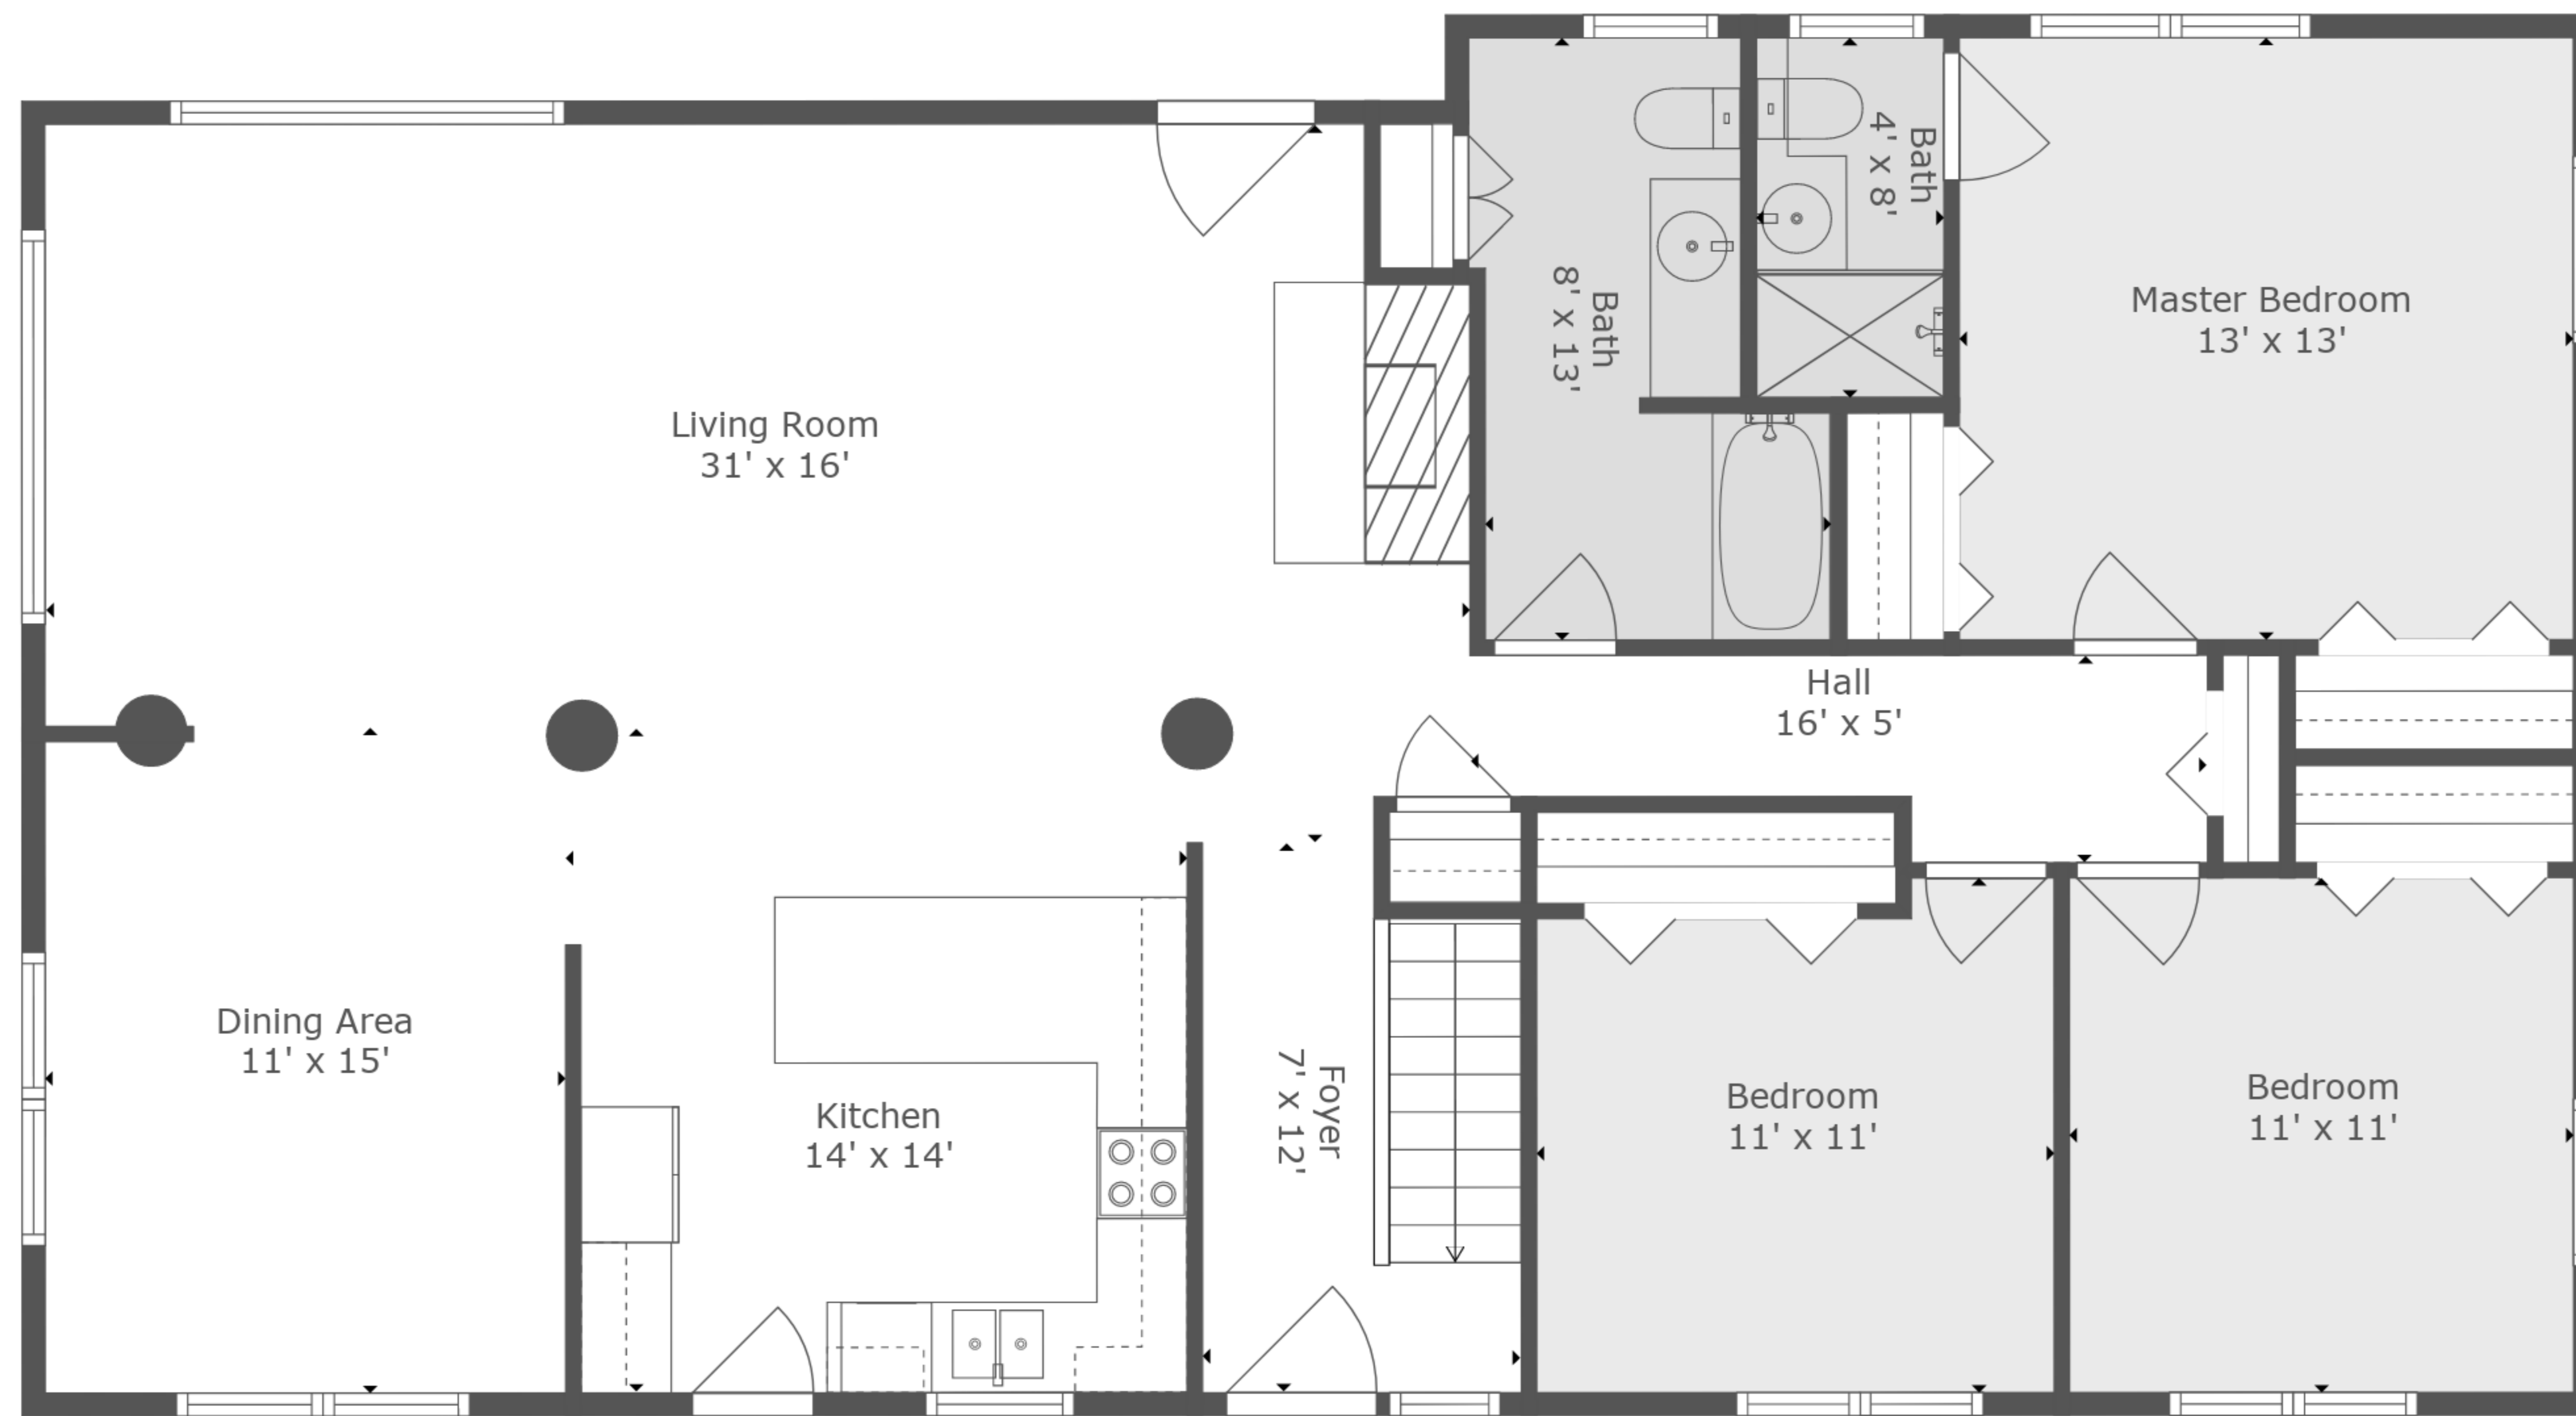 Bath
4' x 8'
Bath
8' x 13'
Master Bedroom
13' x 13'
Living Room
31' x 16'
Hall
16' x 5'
Dining Area
11' x 15'
Kitchen
14' x 14'
Foyer
7' x 12'
Bedroom
11' x 11'
Bedroom
11' x 11'